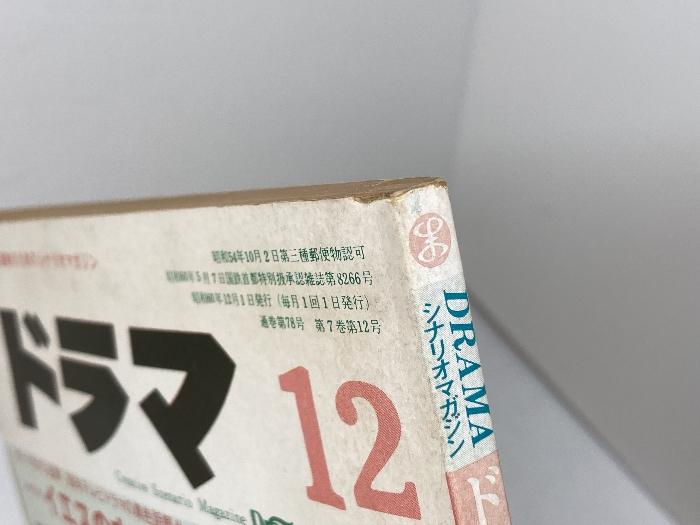 昭和54年10月2日第三種郵便物認可
昭和60年5月7日国鉄首都特別扱承認雑誌第8266号
昭和60年12月1日発行(毎月1回1日発行)
通巻第78号 第7巻第12号
ドラマ
12
Creative Scenario Magazine
DRAMA
シナリオマガジン
ド